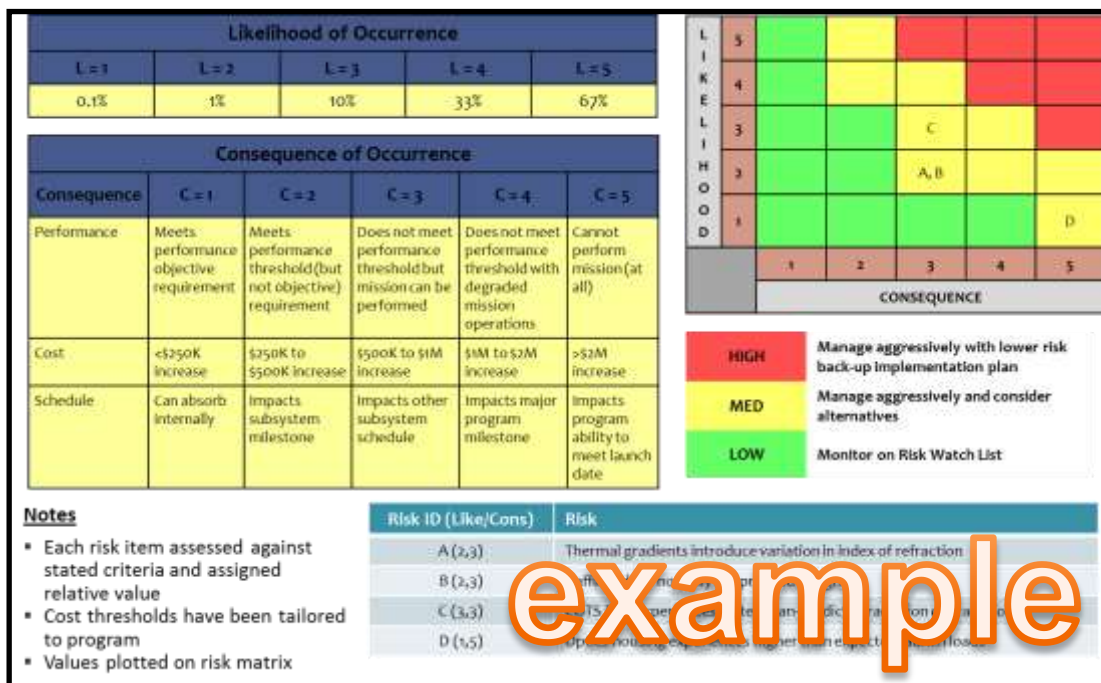 Likelihood of Occurrence
L = 1 L = 2 L = 3 L = 4 L = 5
0.1% 1% 10% 33% 67%
Consequence of Occurrence
Consequence C = 1 C = 2 C = 3 C = 4 C = 5
Performance
Meets
performance
objective
requirement
Meets
performance
threshold (but
not objective)
requirement
Does not meet
performance
threshold but
mission can be
performed
Does not meet
performance
threshold with
degraded
mission
operations
Cannot
perform
mission (at
all)
Cost
<$250K
increase
$250K to
$500K increase
$500K to $1M
increase
$1M to $2M
increase
>$2M
increase
Schedule
Can absorb
internally
Impacts
subsystem
milestone
Impacts other
subsystem
schedule
Impacts major
program
milestone
Impacts
program
ability to
meet launch
date
LIKELIHOOD
5
4
3 C
2 A, B
1 D
1 2 3 4 5
CONSEQUENCE
HIGH
Manage aggressively with lower risk
back-up implementation plan
MED
Manage aggressively and consider
alternatives
LOW
Monitor on Risk Watch List
Notes
▪ Each risk item assessed against
stated criteria and assigned
relative value
▪ Cost thresholds have been tailored
to program
▪ Values plotted on risk matrix
Risk ID (Like/Cons) Risk
A (2,3) Thermal gradients introduce variation in index of refraction
B (2,3)
C (3,3)
D (1,5)
example